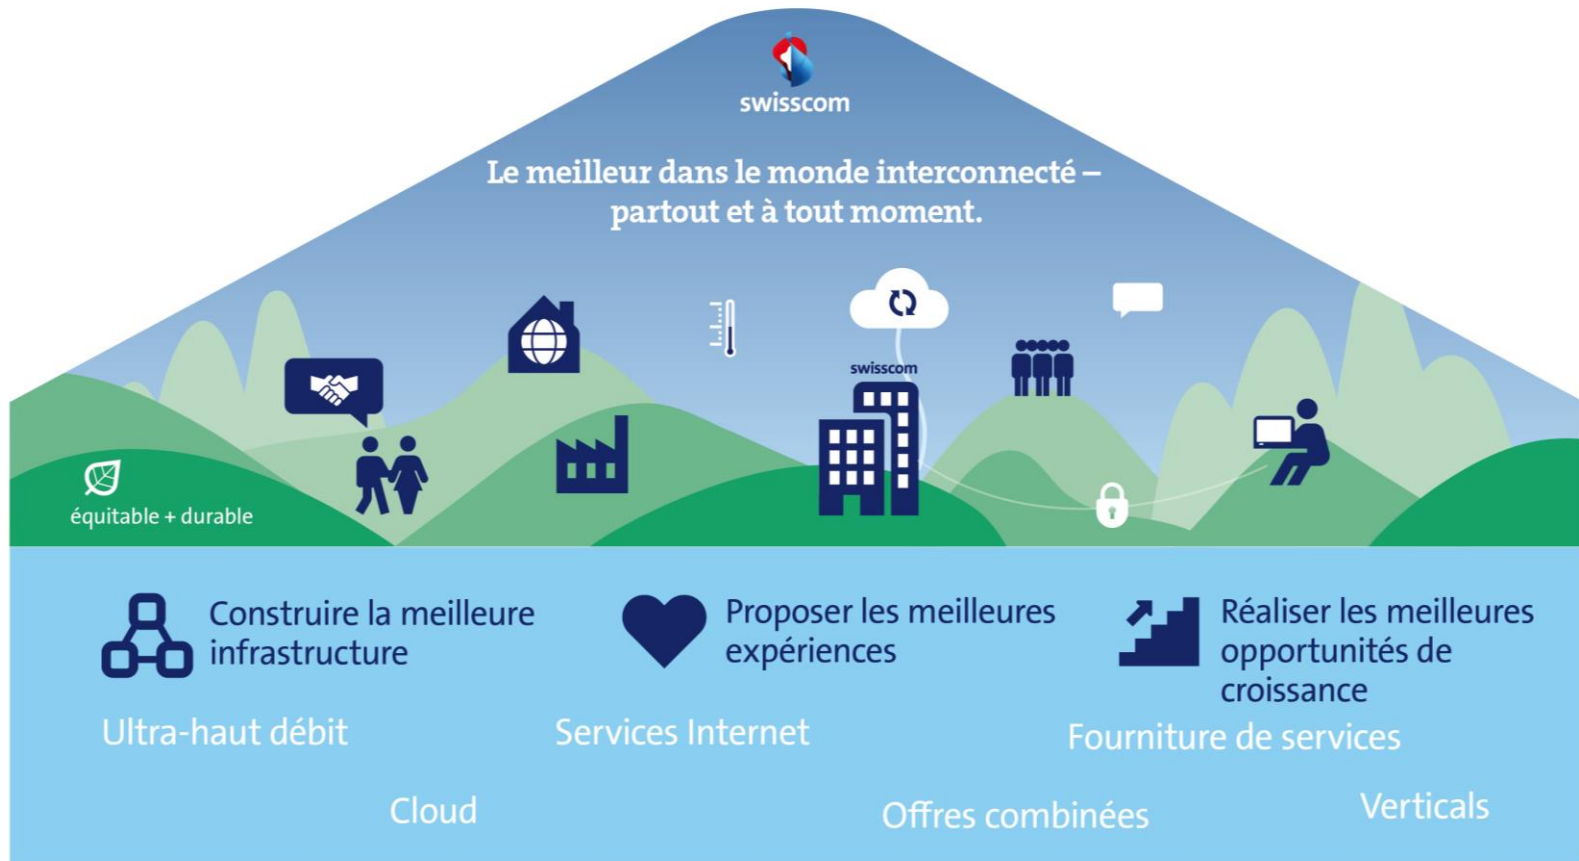 swisscom
Le meilleur dans le monde interconnecté –
partout et à tout moment.
swisscom
équitable + durable
Construire la meilleure
infrastructure
Proposer les meilleures
expériences
Réaliser les meilleures
opportunités de
croissance
Ultra-haut débit
Services Internet
Fourniture de services
Cloud
Offres combinées
Verticals